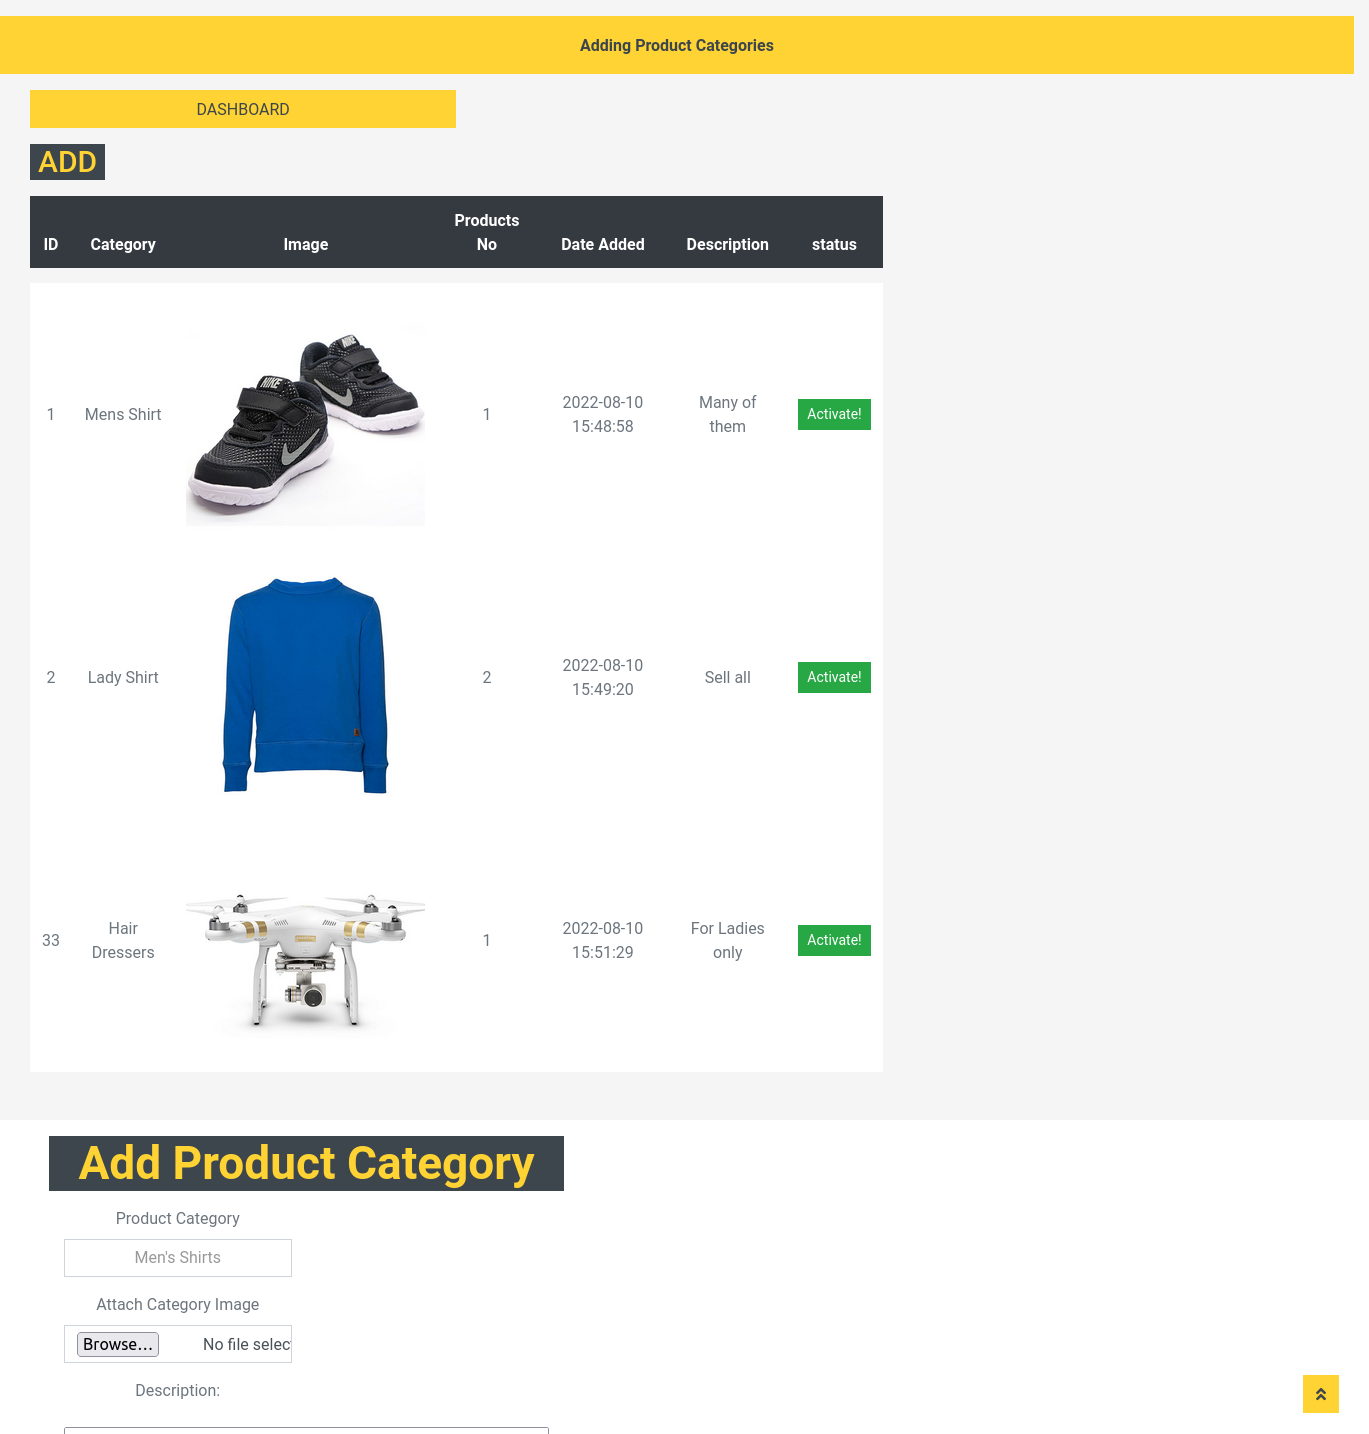 Adding Product Categories
DASHBOARD
ADD
ID Category Image Products No Date Added Description status
1 Mens Shirt 1 2022-08-10 15:48:58 Many of them Activate!
NIKE
NIKE
2 Lady Shirt 2 2022-08-10 15:49:20 Sell all Activate!
33 Hair Dressers 1 2022-08-10 15:51:29 For Ladies only Activate!
Add Product Category
Product Category
Men's Shirts
Attach Category Image
Browse... No file selec
Description: